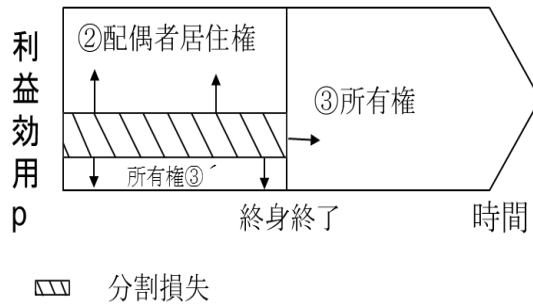 利益効用p
②配偶者居住権
③所有権
所有権③´
終身終了
時間
分割損失